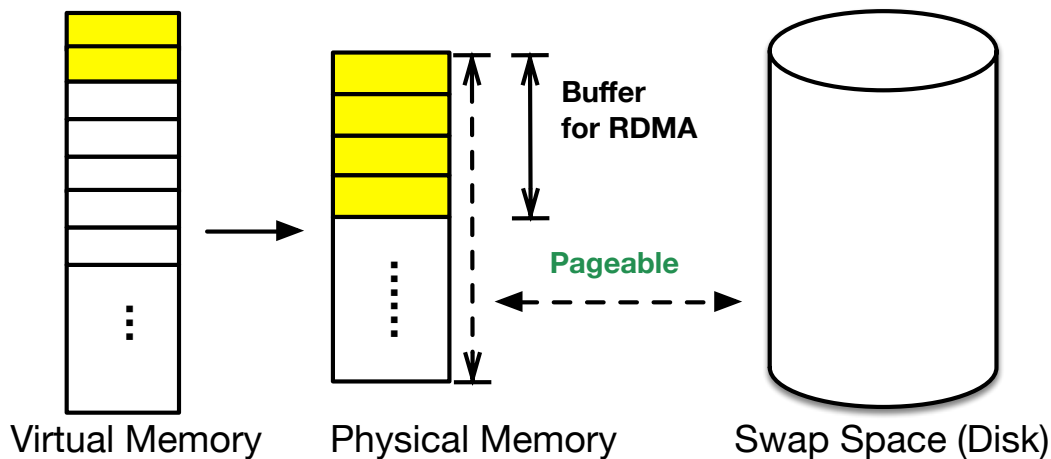 Buffer
for RDMA
Pageable
Virtual Memory
Physical Memory
Swap Space (Disk)